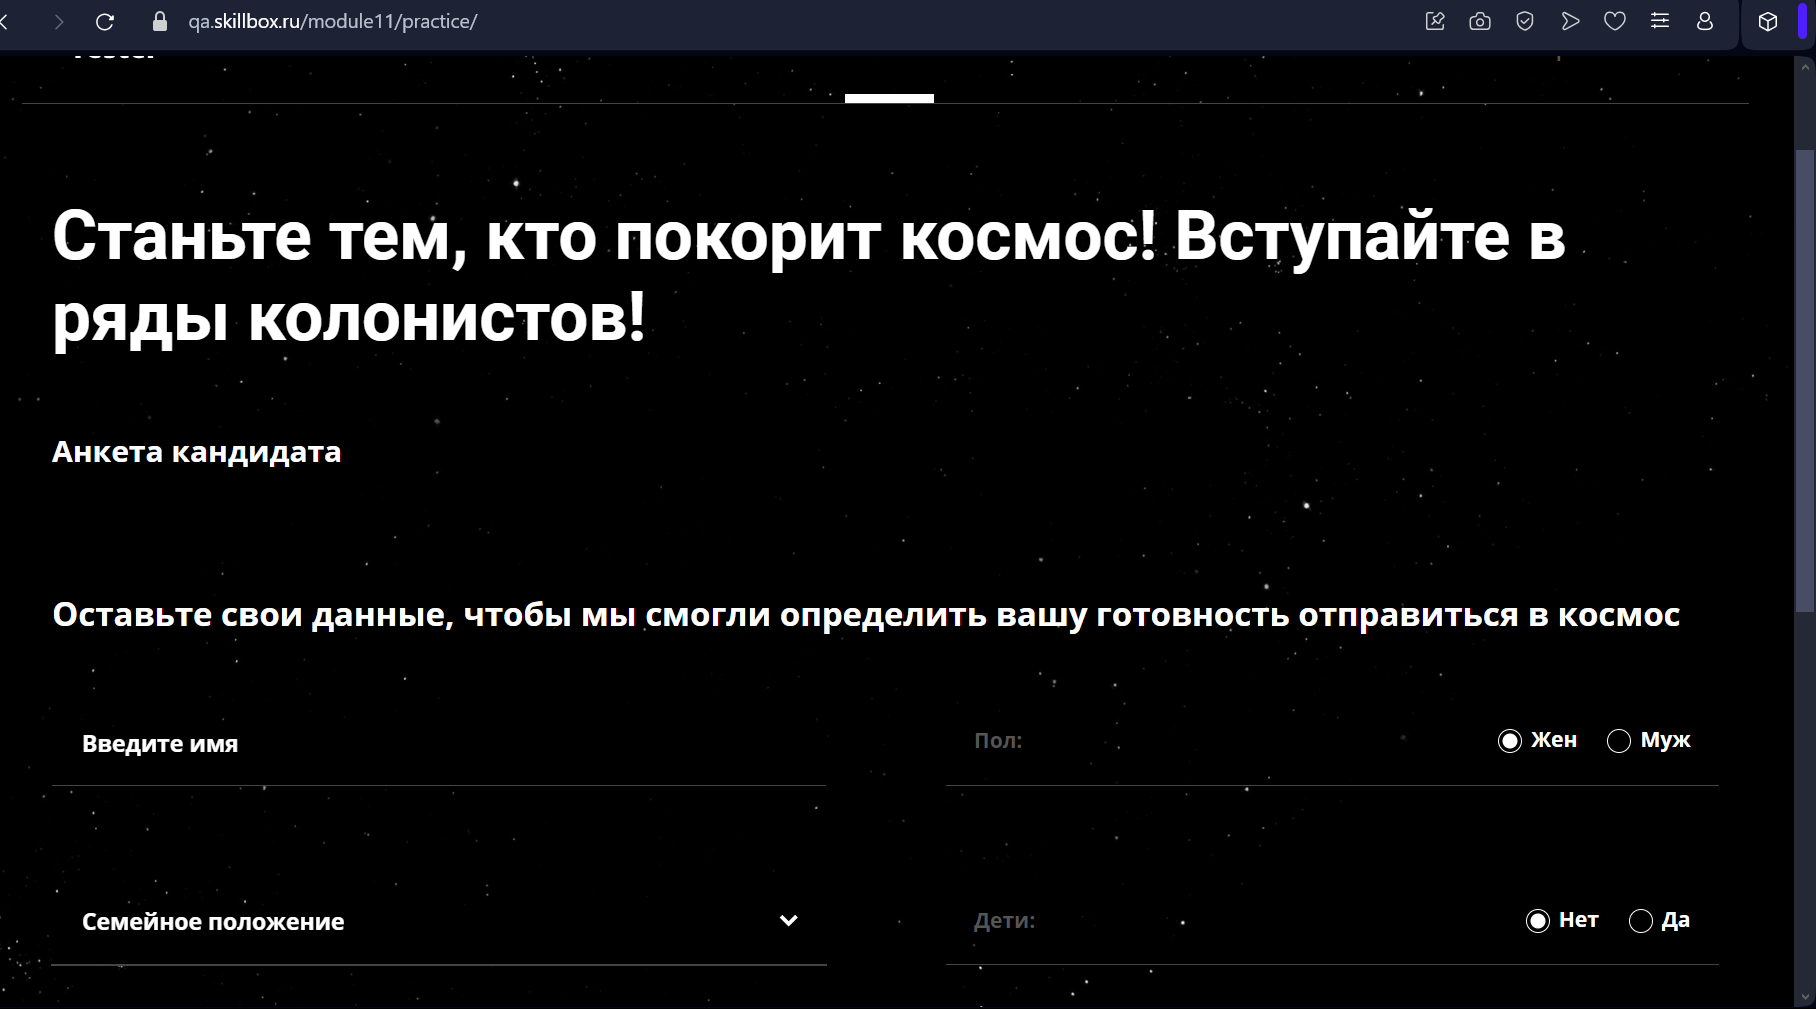 qa.skillbox.ru/module11/practice/
Станьте тем, кто покорит космос! Вступайте в
ряды колонистов!
Анкета кандидата
Оставьте свои данные, чтобы мы смогли определить вашу готовность отправиться в космос
Введите имя
Пол: Жен Муж
Семейное положение
Дети: Нет Да